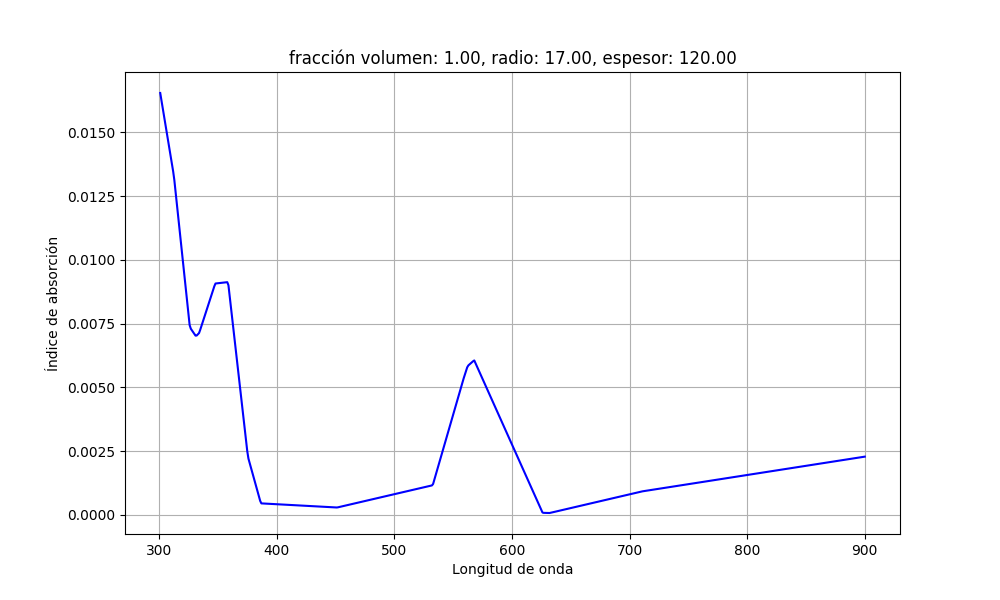 fracción volumen: 1.00, radio: 17.00, espesor: 120.00
0.0150
0.0125
0.0100
0.0075
0.0050
0.0025
0.0000
Índice de absorción
300 400 500 600 700 800 900
Longitud de onda